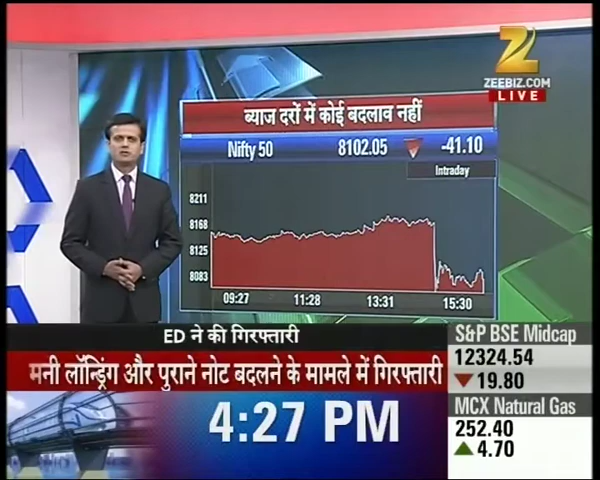 Z
ZEEBIZ.COM
LIVE
ब्याज दरों में कोई बदलाव नहीं
Nifty 50 8102.05 -41.10
Intraday
8211
8168
8125
8083
09:27 11:28 13:31 15:30
ED ने की गिरफ्तारी
मनी लॉन्ड्रिंग और पुराने नोट बदलने के मामले में गिरफ्तारी
4:27 PM
S&P BSE Midcap
12324.54
19.80
MCX Natural Gas
252.40
4.70